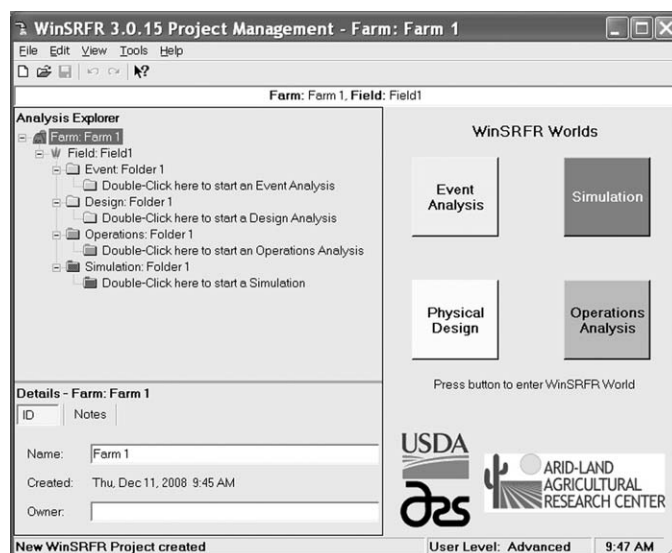 WinSRFR 3.0.15 Project Management - Farm: Farm 1
File Edit View Tools Help
Farm: Farm 1, Field: Field1
Analysis Explorer
Farm: Farm 1
Field: Field1
Event: Folder 1
Double-Click here to start an Event Analysis
Design: Folder 1
Double-Click here to start a Design Analysis
Operations: Folder 1
Double-Click here to start an Operations Analysis
Simulation: Folder 1
Double-Click here to start a Simulation
Details - Farm: Farm 1
ID Notes
Name: Farm 1
Created: Thu, Dec 11, 2008 9:45 AM
Owner:
WinSRFR Worlds
Event
Analysis
Simulation
Physical
Design
Operations
Analysis
Press button to enter WinSRFR World
USDA
ars
ARID-LAND
AGRICULTURAL
RESEARCH CENTER
New WinSRFR Project created
User Level: Advanced
9:47 AM